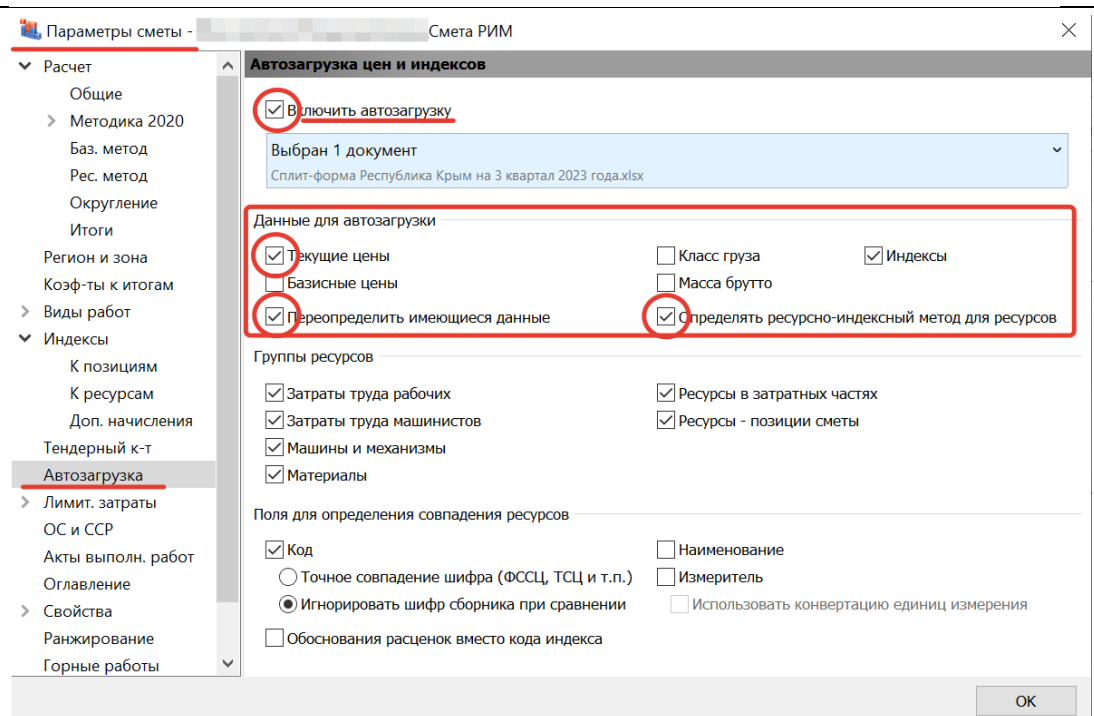 Параметры сметы - Смета РИМ
Расчет
Общие
Методика 2020
Баз. метод
Рес. метод
Округление
Итоги
Регион и зона
Коэф-ты к итогам
Виды работ
Индексы
К позициям
К ресурсам
Доп. начисления
Тендерный к-т
Автозагрузка
Лимит. затраты
ОС и ССР
Акты выполн. работ
Оглавление
Свойства
Ранжирование
Горные работы
Автозагрузка цен и индексов
Включить автозагрузку
Выбран 1 документ
Сплит-форма Республика Крым на 3 квартал 2023 года.xlsx
Данные для автозагрузки
Текущие цены Класс груза Индексы
Базисные цены Масса брутто
Переопределить имеющиеся данные Определять ресурсно-индексный метод для ресурсов
Группы ресурсов
Затраты труда рабочих Ресурсы в затратных частях
Затраты труда машинистов Ресурсы - позиции сметы
Машины и механизмы
Материалы
Поля для определения совпадения ресурсов
Код Наименование
Точное совпадение шифра (ФССЦ, ТСЦ и т.п.) Измеритель
Игнорировать шифр сборника при сравнении Использовать конвертацию единиц измерения
Обоснования расценок вместо кода индекса
ОК